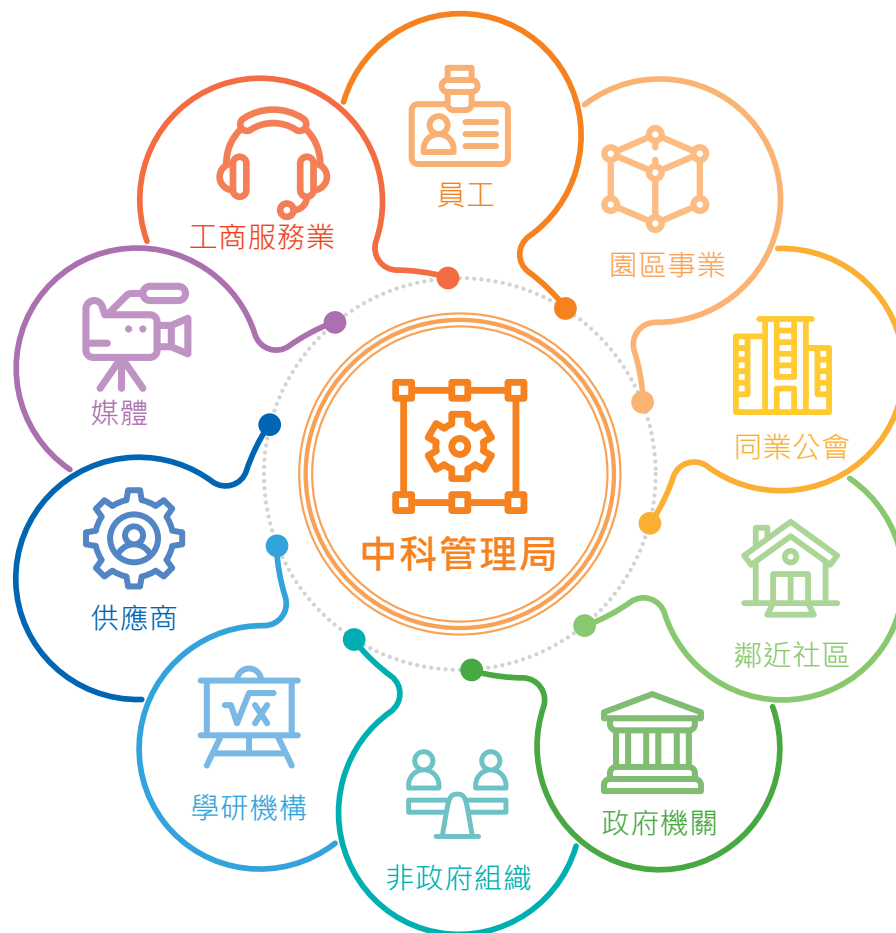 員工
工商服務業
園區事業
媒體
同業公會
中科管理局
供應商
鄰近社區
學研機構
政府機關
非政府組織